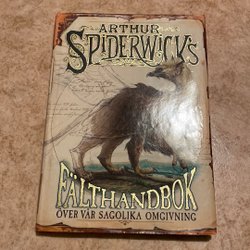 ARTHUR
SPIDERWICKS
FÄLTHANDBOK
ÖVER VÅR SAGOLIKA OMGIVNING